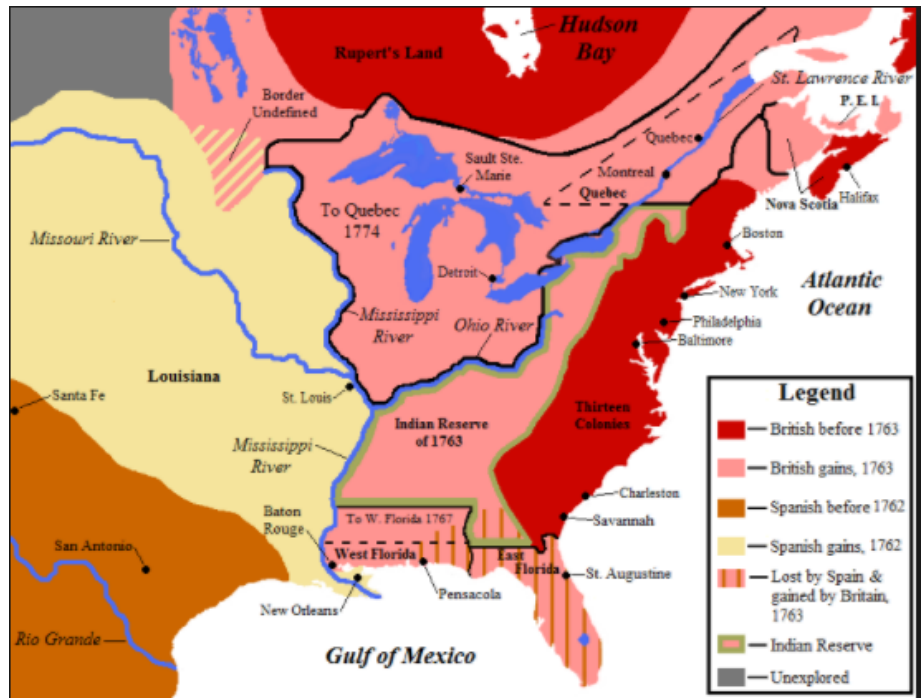 Hudson
Bay
Rupert's Land
St. Lawrence River
P. E. I.
Border
Undefined
Quebec
Sault Ste.
Marie
Montreal
Quebec
Nova Scotia
Halifax
To Quebec
1774
Boston
Missouri River
Detroit
Atlantic
Ocean
New York
Mississippi
River
Ohio River
Philadelphia
Baltimore
Louisiana
St. Louis
Santa Fe
Indian Reserve
of 1763
Thirteen
Colonies
Mississippi
River
Charleston
Savannah
Baton
Rouge
To W. Florida 1767
West Florida
East
Florida
San Antonio
St. Augustine
New Orleans
Pensacola
Rio Grande
Gulf of Mexico
Legend
British before 1763
British gains, 1763
Spanish before 1762
Spanish gains, 1762
Lost by Spain &
gained by Britain,
1763
Indian Reserve
Unexplored